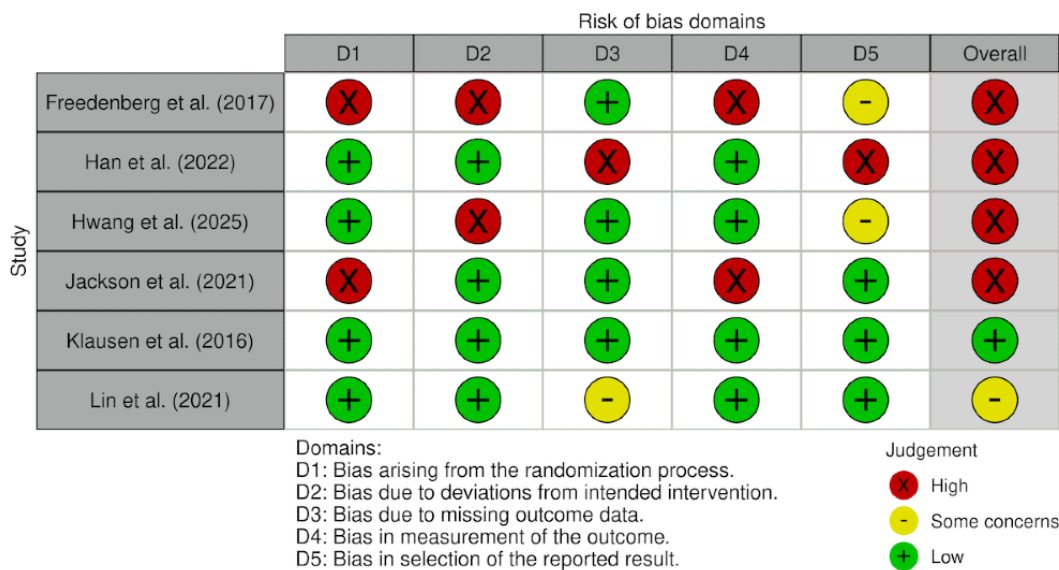 Risk of bias domains
D1 D2 D3 D4 D5 Overall
Study
Freedenberg et al. (2017) X X + X - X
Han et al. (2022) + + X + X X
Hwang et al. (2025) + X + + - X
Jackson et al. (2021) X + + X + X
Klausen et al. (2016) + + + + + +
Lin et al. (2021) + + - + + -
Domains:
D1: Bias arising from the randomization process.
D2: Bias due to deviations from intended intervention.
D3: Bias due to missing outcome data.
D4: Bias in measurement of the outcome.
D5: Bias in selection of the reported result.
Judgement
X High
- Some concerns
+ Low